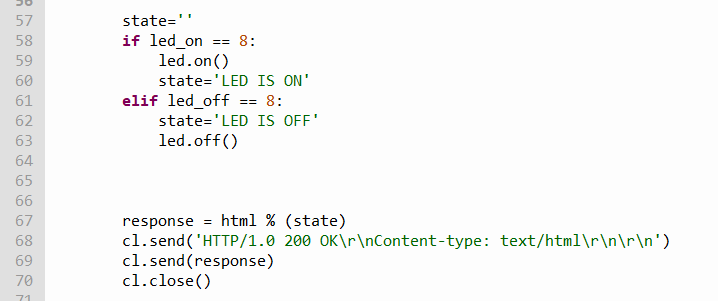 56
57 state=''
58 if led_on == 8:
59 led.on()
60 state='LED IS ON'
61 elif led_off == 8:
62 state='LED IS OFF'
63 led.off()
64
65
66
67 response = html % (state)
68 cl.send('HTTP/1.0 200 OK\r\nContent-type: text/html\r\n\r\n')
69 cl.send(response)
70 cl.close()
71